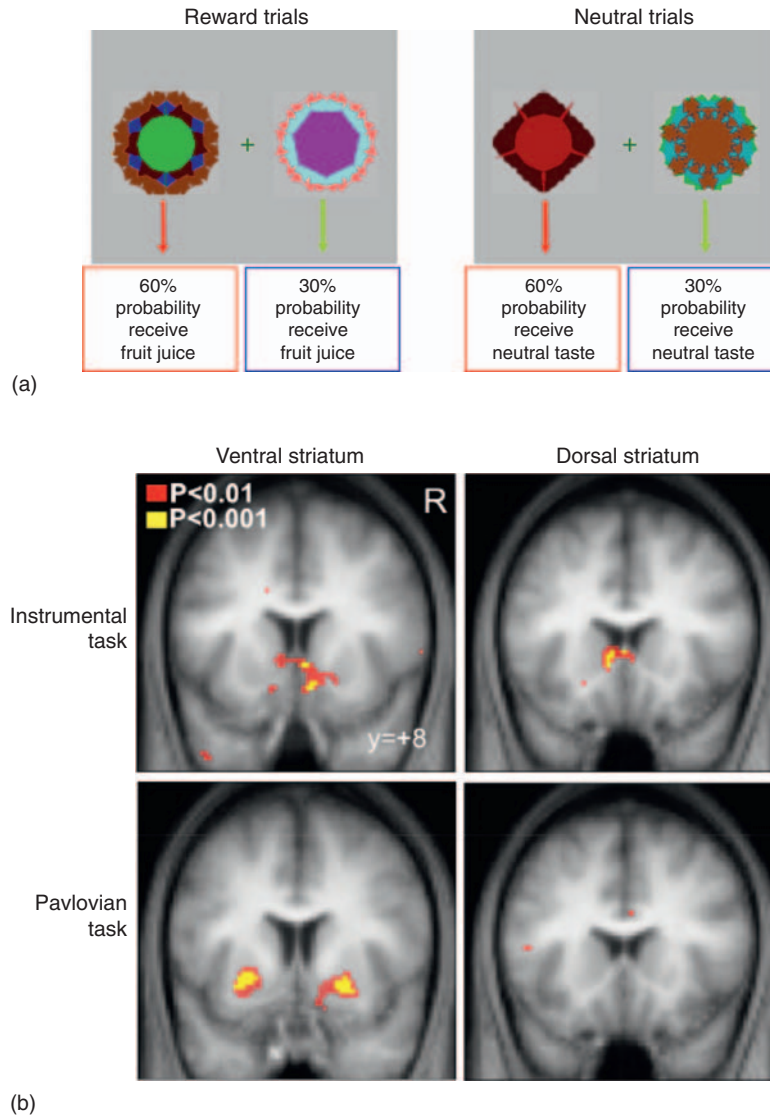 Reward trials
Neutral trials
+
+
60%
probability
receive
fruit juice
30%
probability
receive
fruit juice
60%
probability
receive
neutral taste
30%
probability
receive
neutral taste
(a)
Ventral striatum
Dorsal striatum
P<0.01
P<0.001
R
Instrumental
task
y=+8
Pavlovian
task
(b)